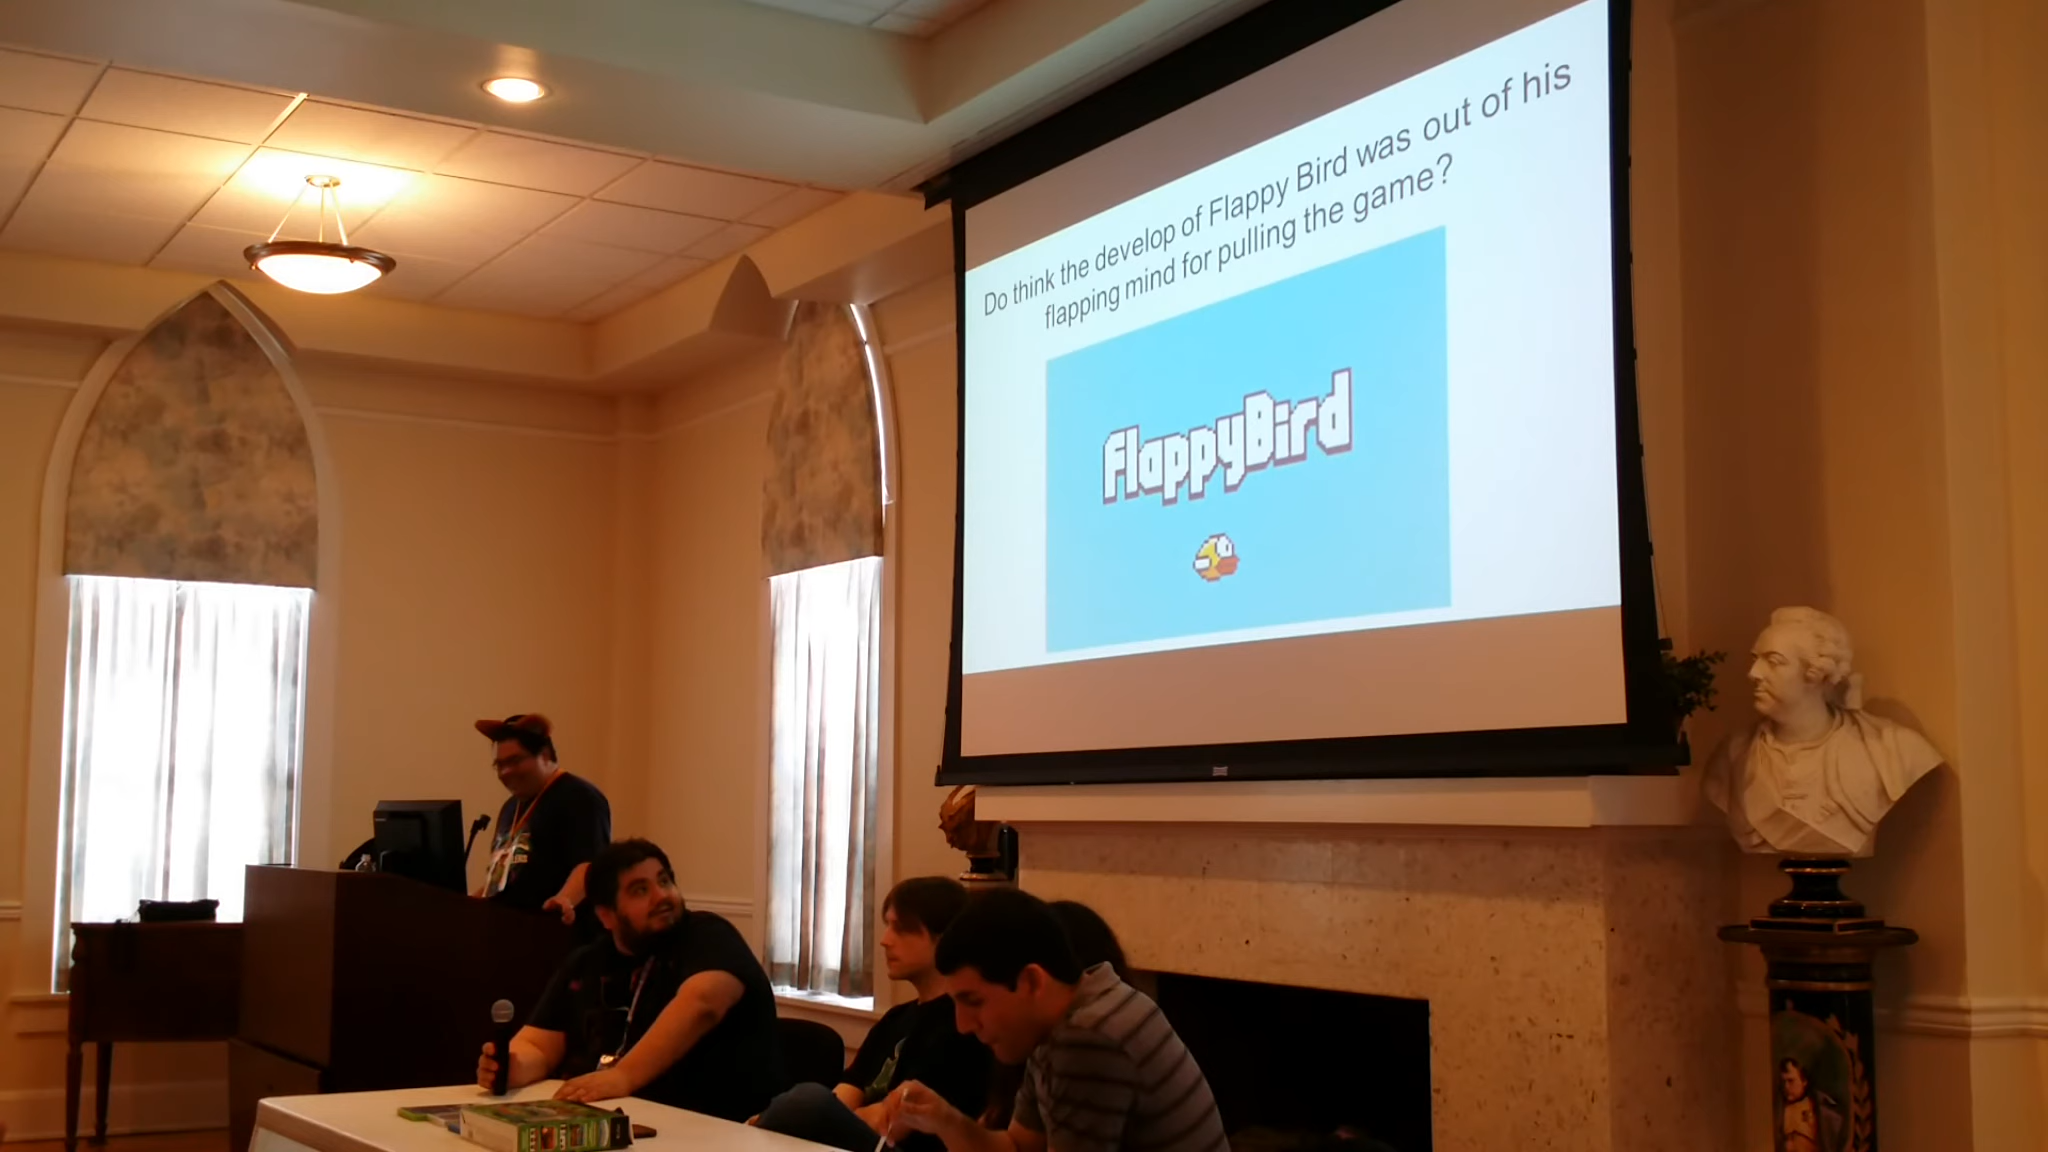 Do think the develop of Flappy Bird was out of his
flapping mind for pulling the game?
FlappyBird